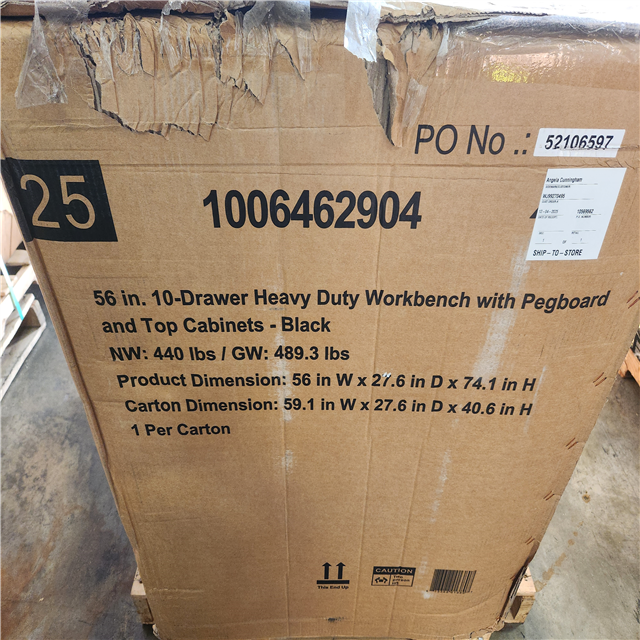 PO No .: 52106597
25
1006462904
Angela Cunningham
SHIP - TO - STORE
56 in. 10-Drawer Heavy Duty Workbench with Pegboard
and Top Cabinets - Black
NW: 440 lbs / GW: 489.3 lbs
Product Dimension: 56 in W x 27.6 in D x 74.1 in H
Carton Dimension: 59.1 in W x 27.6 in D x 40.6 in H
1 Per Carton
This End Up
CAUTION